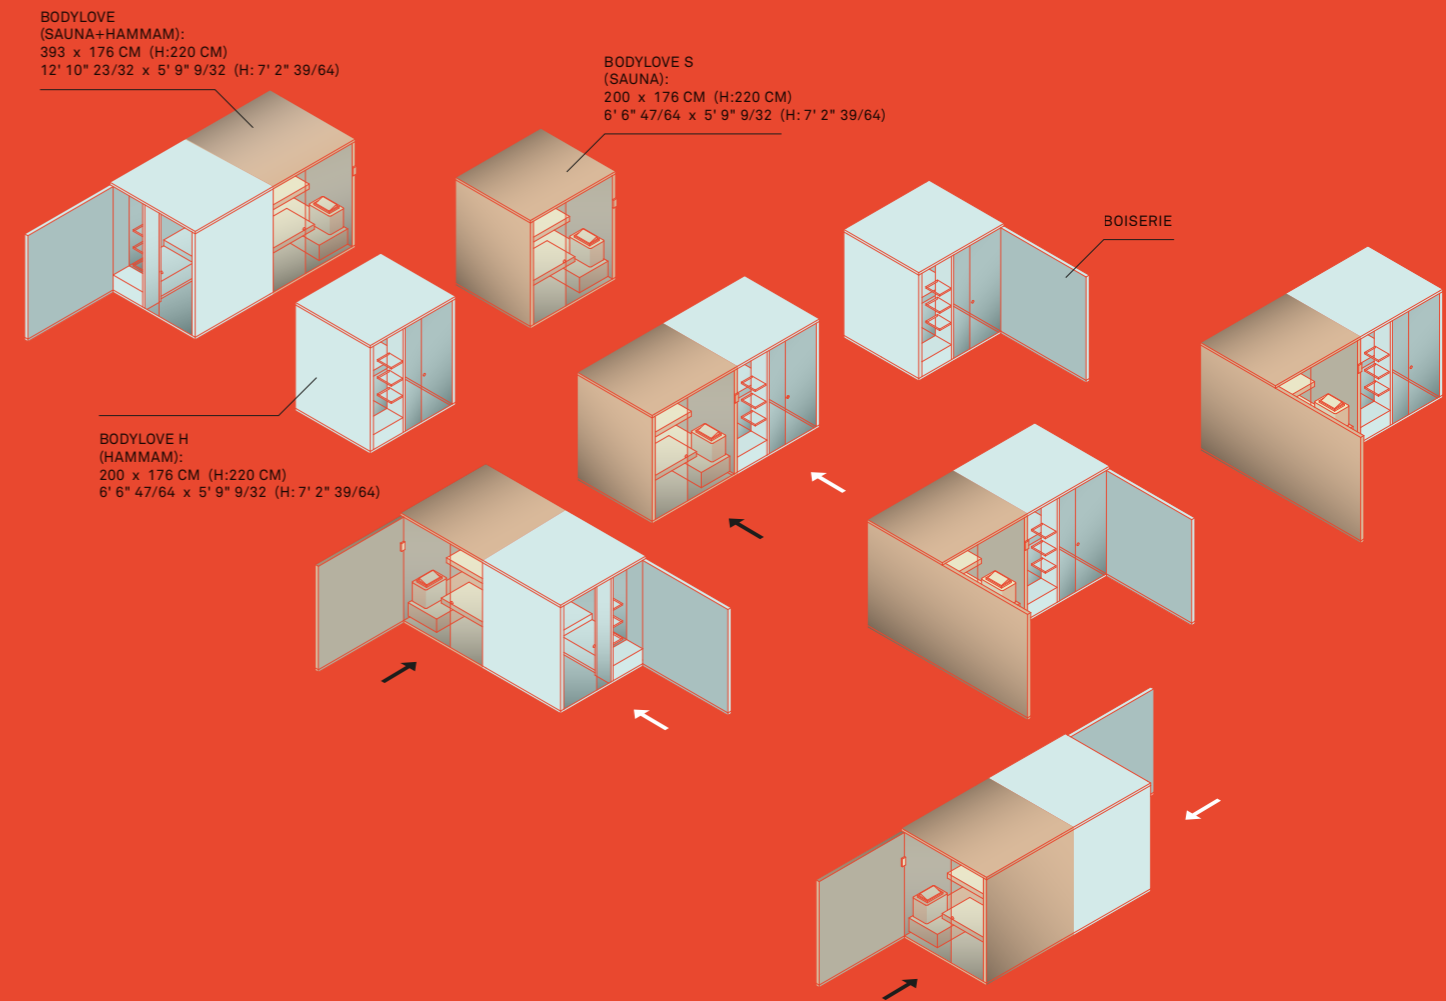 BODYLOVE
(SAUNA+HAMMAM):
393 x 176 CM (H:220 CM)
12' 10" 23/32 x 5' 9" 9/32 (H: 7' 2" 39/64)
BODYLOVE S
(SAUNA):
200 x 176 CM (H:220 CM)
6' 6" 47/64 x 5' 9" 9/32 (H: 7' 2" 39/64)
BOISERIE
BODYLOVE H
(HAMMAM):
200 x 176 CM (H:220 CM)
6' 6" 47/64 x 5' 9" 9/32 (H: 7' 2" 39/64)